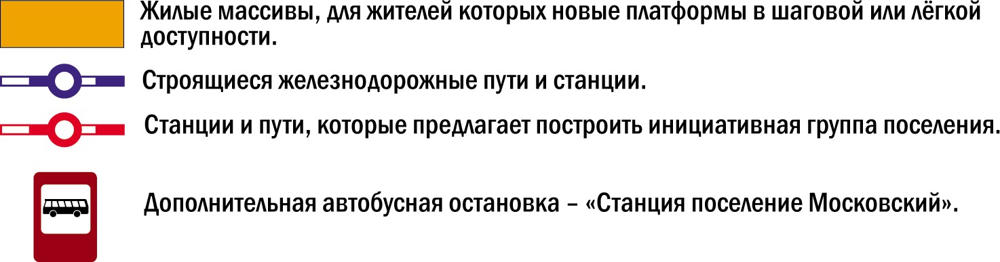 Жилые массивы, для жителей которых новые платформы в шаговой или лёгкой
доступности.
Строящиеся железнодорожные пути и станции.
Станции и пути, которые предлагает построить инициативная группа поселения.
Дополнительная автобусная остановка – «Станция поселение Московский».